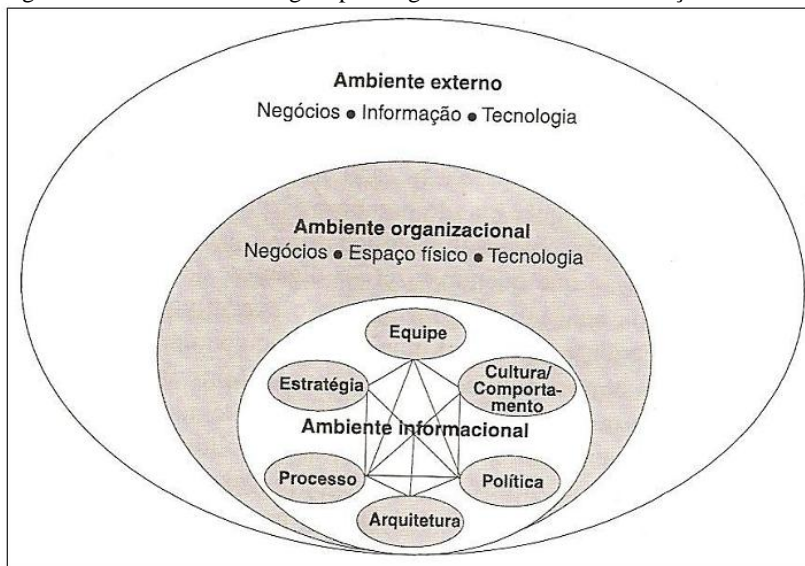 Ambiente externo
Negócios ● Informação ● Tecnologia
Ambiente organizacional
Negócios ● Espaço físico ● Tecnologia
Equipe
Estratégia
Cultura/
Comporta-
mento
Ambiente informacional
Processo
Política
Arquitetura